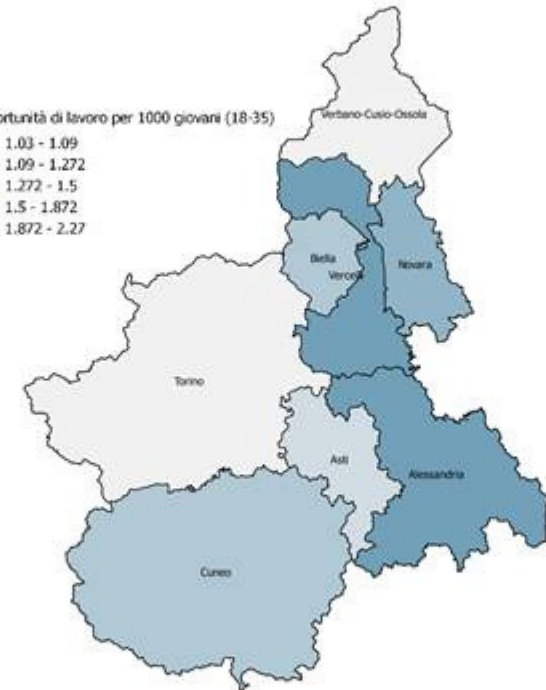 ortunità di lavoro per 1000 giovani (18-35)
1.03 - 1.09
1.09 - 1.272
1.272 - 1.5
1.5 - 1.872
1.872 - 2.27
Verbano-Cusio-Ossola
Biella
Vercelli
Novara
Torino
Asti
Alessandria
Cuneo